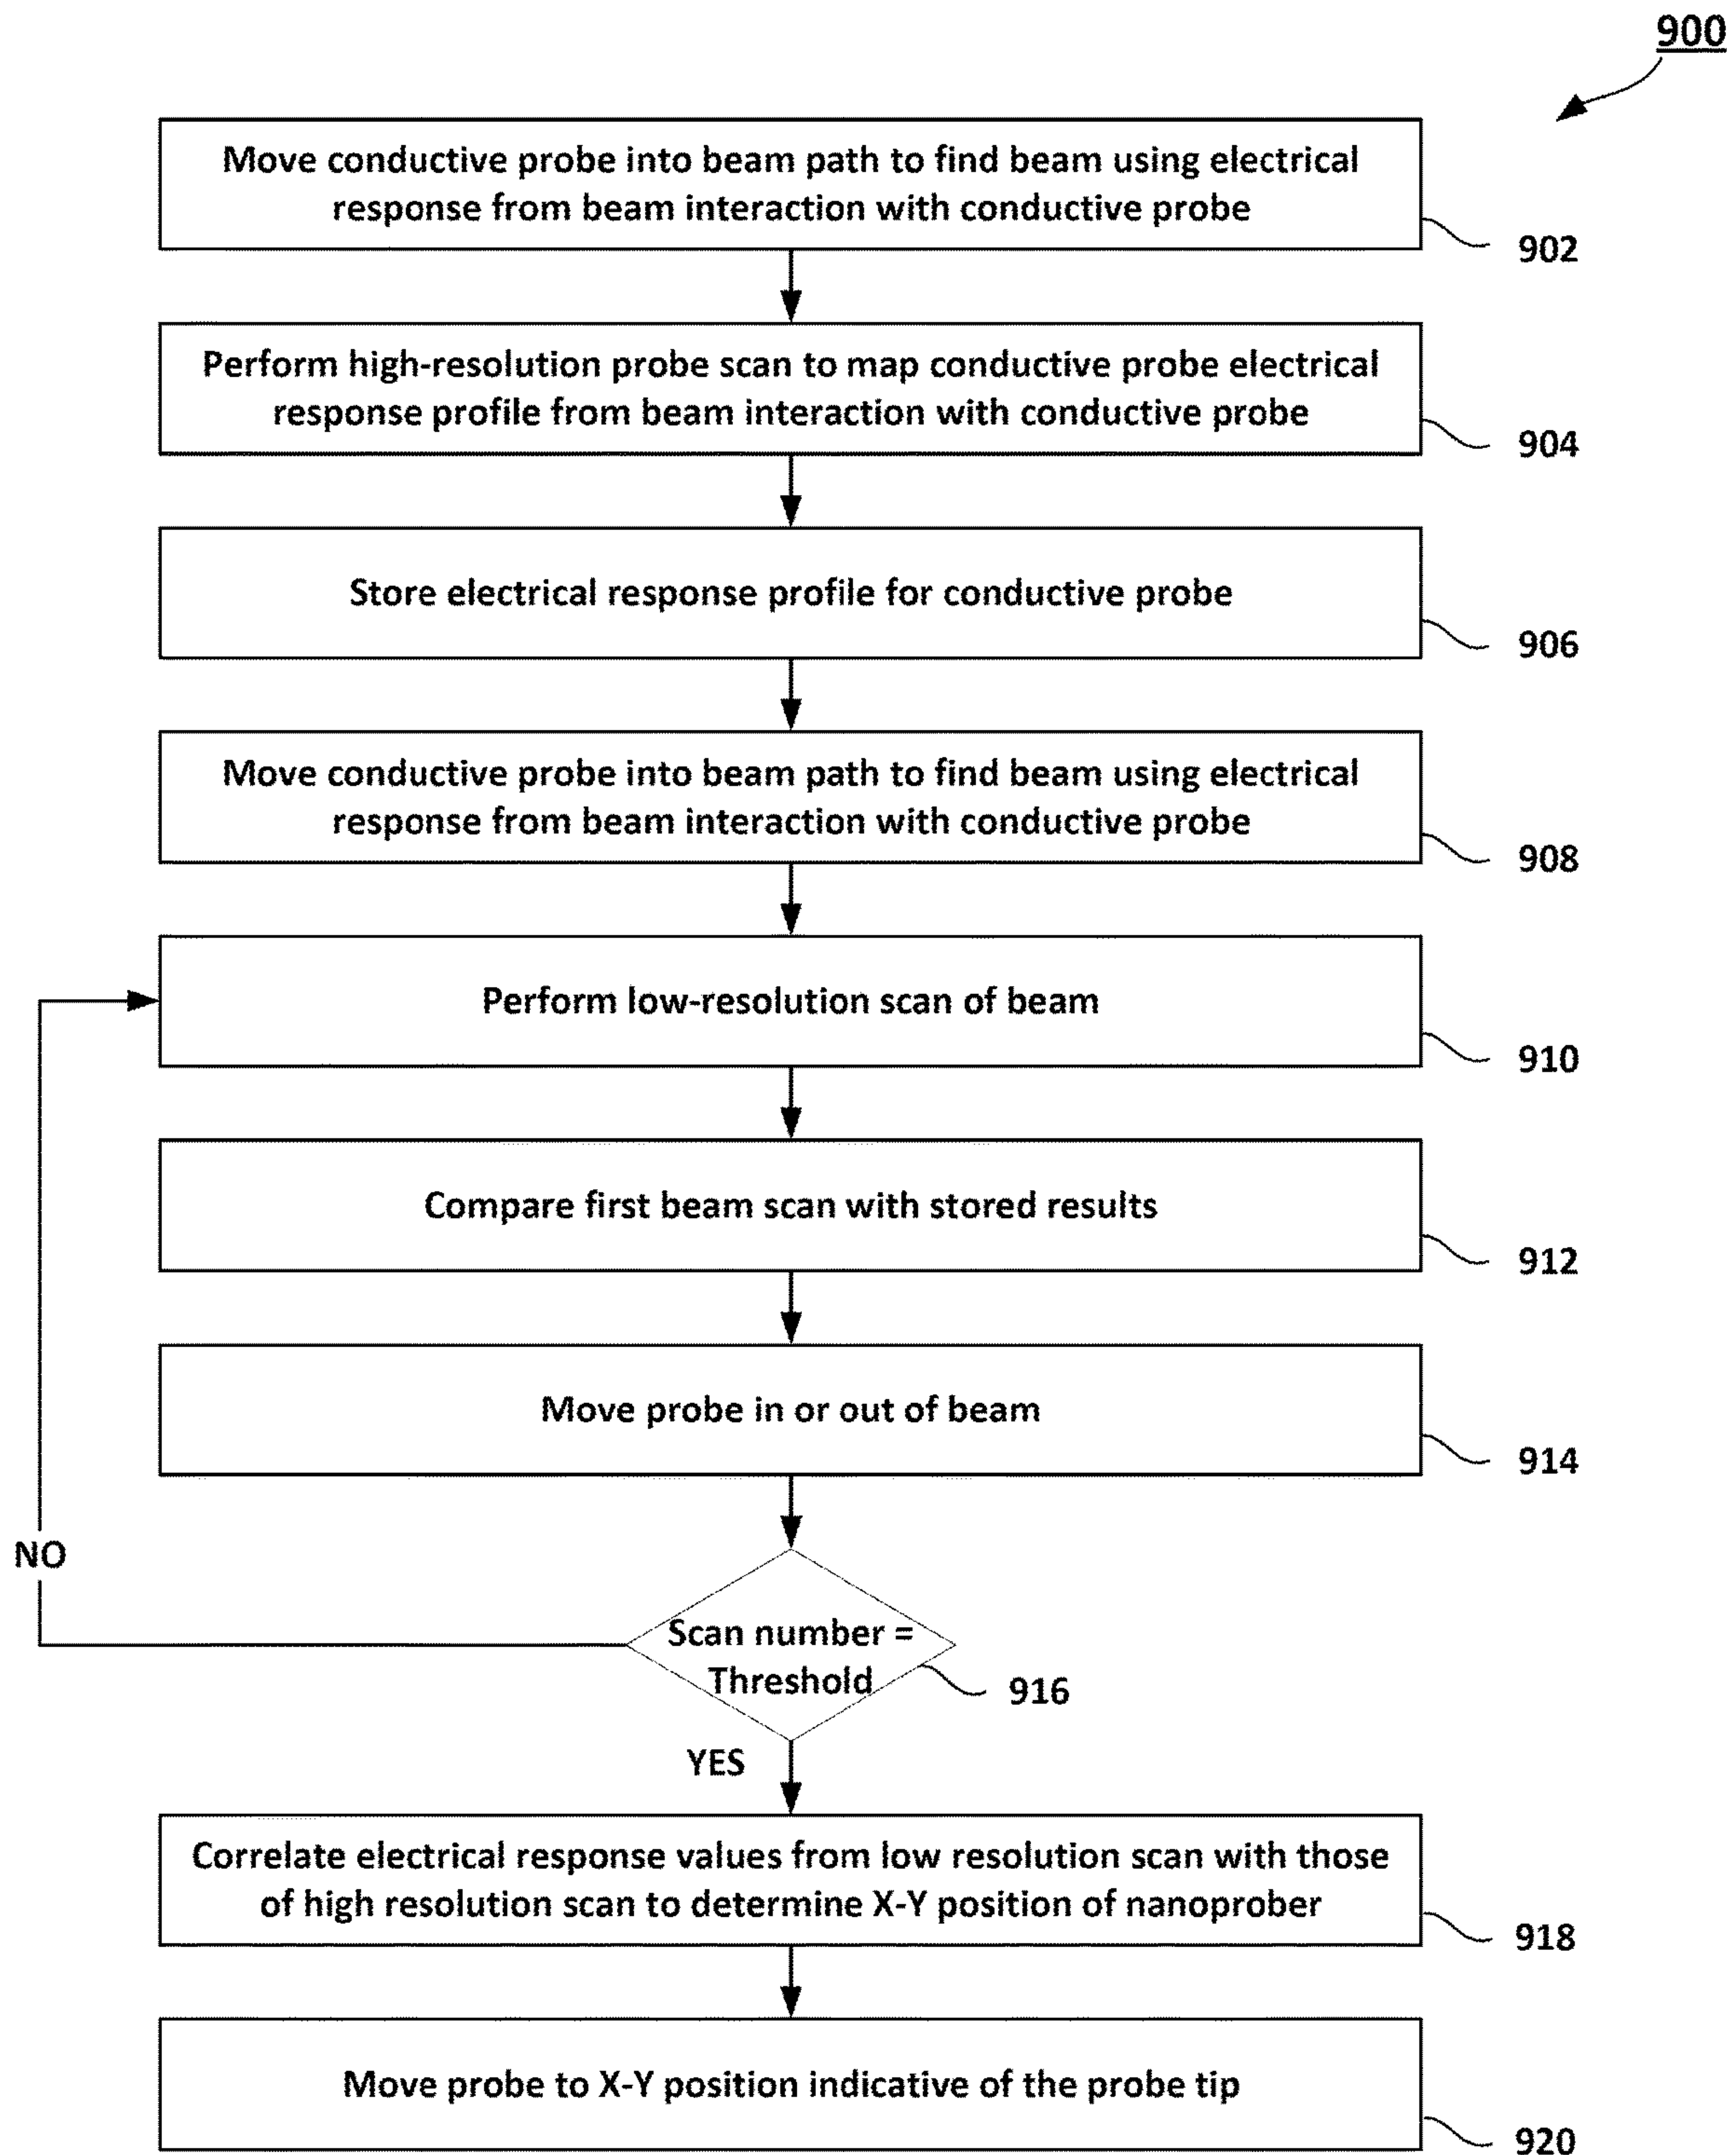 900
Move conductive probe into beam path to find beam using electrical
response from beam interaction with conductive probe
902
Perform high-resolution probe scan to map conductive probe electrical
response profile from beam interaction with conductive probe
904
Store electrical response profile for conductive probe
906
Move conductive probe into beam path to find beam using electrical
response from beam interaction with conductive probe
908
Perform low-resolution scan of beam
910
Compare first beam scan with stored results
912
Move probe in or out of beam
914
NO
Scan number =
Threshold
916
YES
Correlate electrical response values from low resolution scan with those
of high resolution scan to determine X-Y position of nanoprober
918
Move probe to X-Y position indicative of the probe tip
920